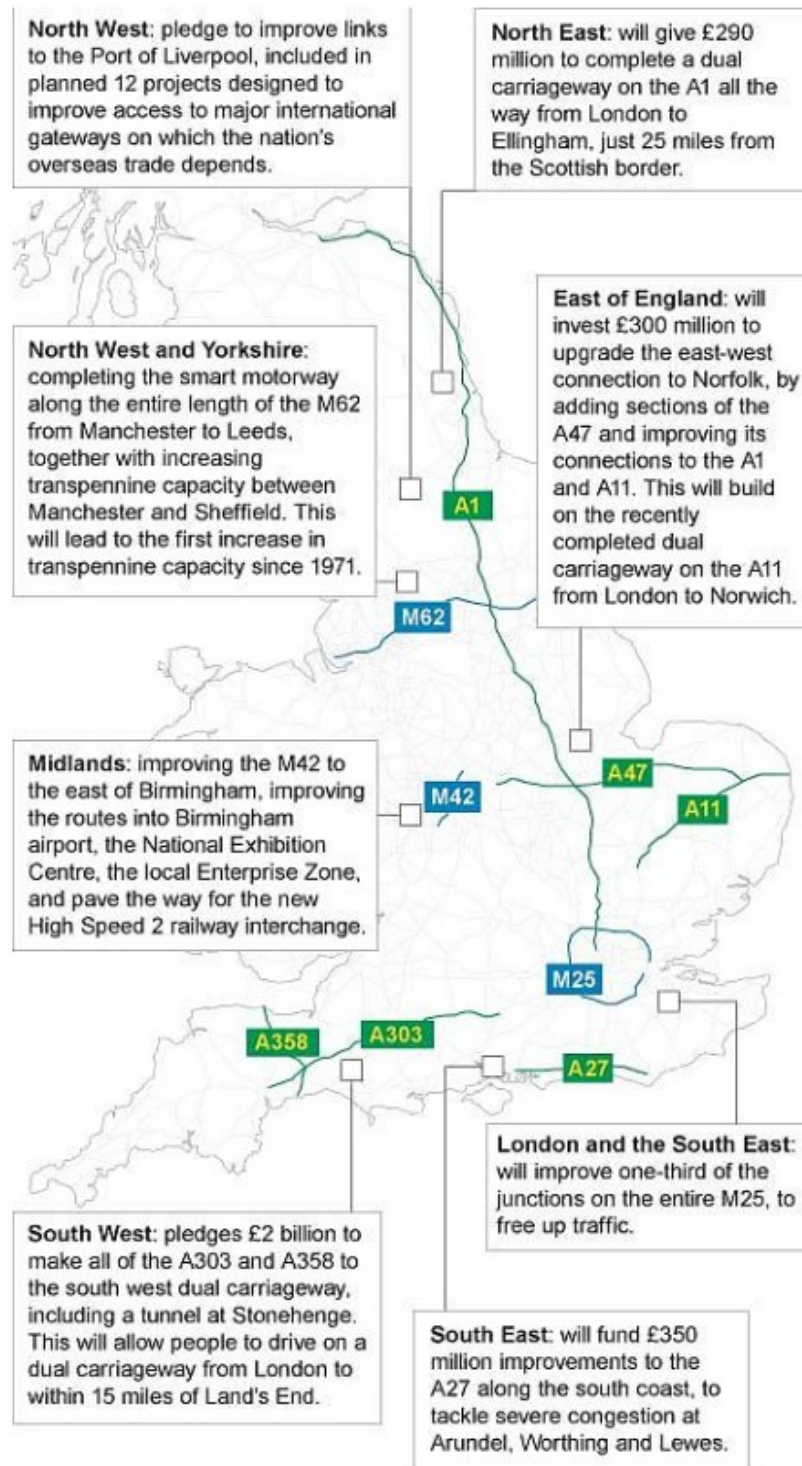 North West: pledge to improve links
to the Port of Liverpool, included in
planned 12 projects designed to
improve access to major international
gateways on which the nation's
overseas trade depends.
North East: will give £290
million to complete a dual
carriageway on the A1 all the
way from London to
Ellingham, just 25 miles from
the Scottish border.
East of England: will
invest £300 million to
upgrade the east-west
connection to Norfolk, by
adding sections of the
A47 and improving its
connections to the A1
and A11. This will build
on the recently
completed dual
carriageway on the A11
from London to Norwich.
North West and Yorkshire:
completing the smart motorway
along the entire length of the M62
from Manchester to Leeds,
together with increasing
transpennine capacity between
Manchester and Sheffield. This
will lead to the first increase in
transpennine capacity since 1971.
A1
M62
Midlands: improving the M42 to
the east of Birmingham, improving
the routes into Birmingham
airport, the National Exhibition
Centre, the local Enterprise Zone,
and pave the way for the new
High Speed 2 railway interchange.
M42
A47
A11
M25
A358
A303
A27
London and the South East:
will improve one-third of the
junctions on the entire M25, to
free up traffic.
South West: pledges £2 billion to
make all of the A303 and A358 to
the south west dual carriageway,
including a tunnel at Stonehenge.
This will allow people to drive on a
dual carriageway from London to
within 15 miles of Land's End.
South East: will fund £350
million improvements to the
A27 along the south coast, to
tackle severe congestion at
Arundel, Worthing and Lewes.